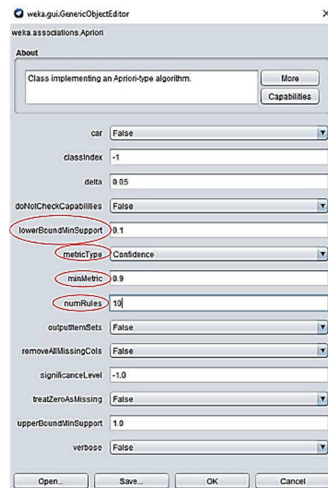 weka.gui.GenericObjectEditor
weka.associations.Apriori
About
Class implementing an Apriori-type algorithm.
More
Capabilities
car False
classIndex -1
delta 0.05
doNotCheckCapabilities False
lowerBoundMinSupport 0.1
metricType Confidence
minMetric 0.9
numRules 10
outputItemSets False
removeAllMissingCols False
significanceLevel -1.0
treatZeroAsMissing False
upperBoundMinSupport 1.0
verbose False
Open... Save... OK Cancel